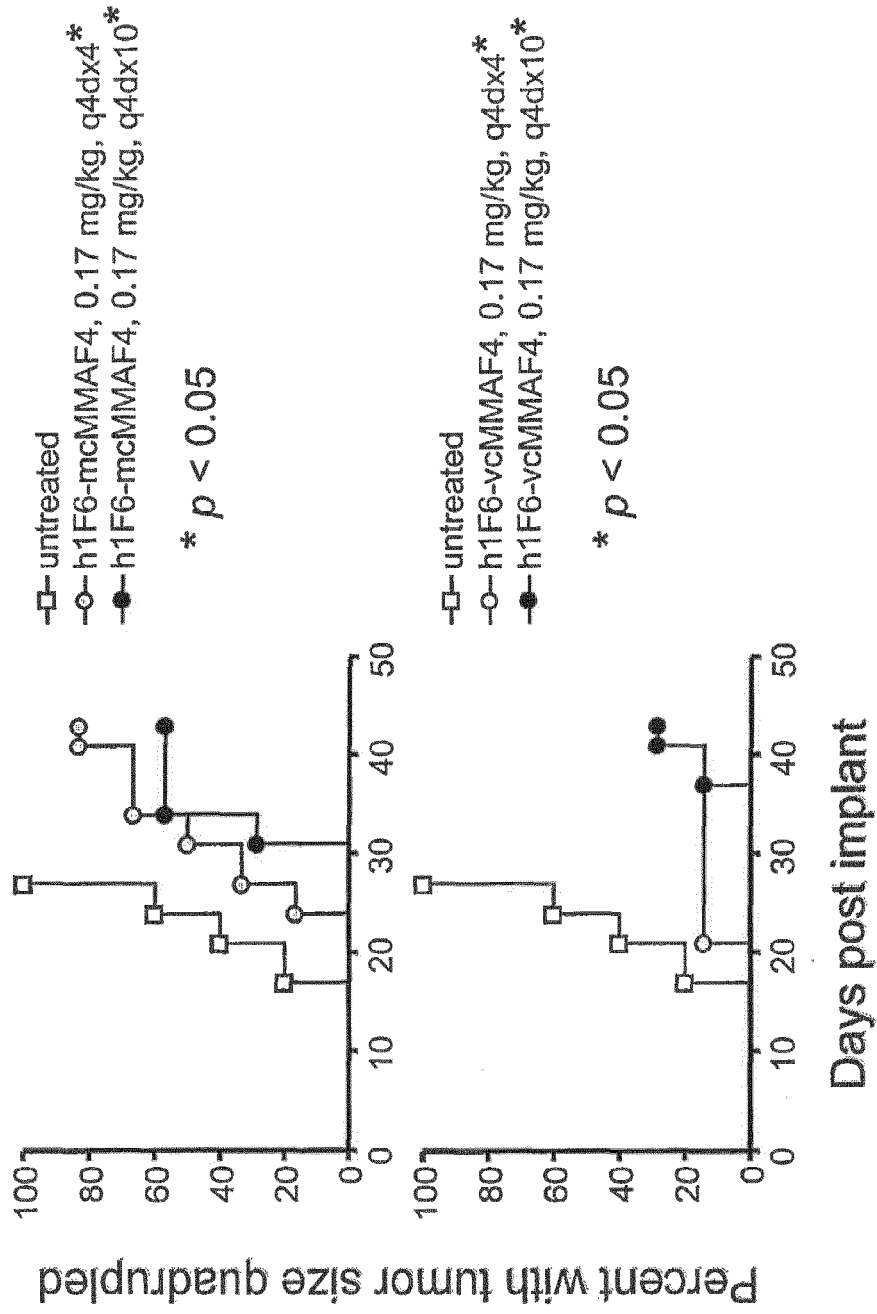 Percent with tumor size quadrupled
100
80
60
40
20
0
0
10
20
30
40
50
untreated
h1F6-mcMMAF4, 0.17 mg/kg, q4dx4*
h1F6-mcMMAF4, 0.17 mg/kg, q4dx10*
* p < 0.05
100
80
60
40
20
0
0
10
20
30
40
50
untreated
h1F6-vcMMAF4, 0.17 mg/kg, q4dx4*
h1F6-vcMMAF4, 0.17 mg/kg, q4dx10*
* p < 0.05
Days post implant